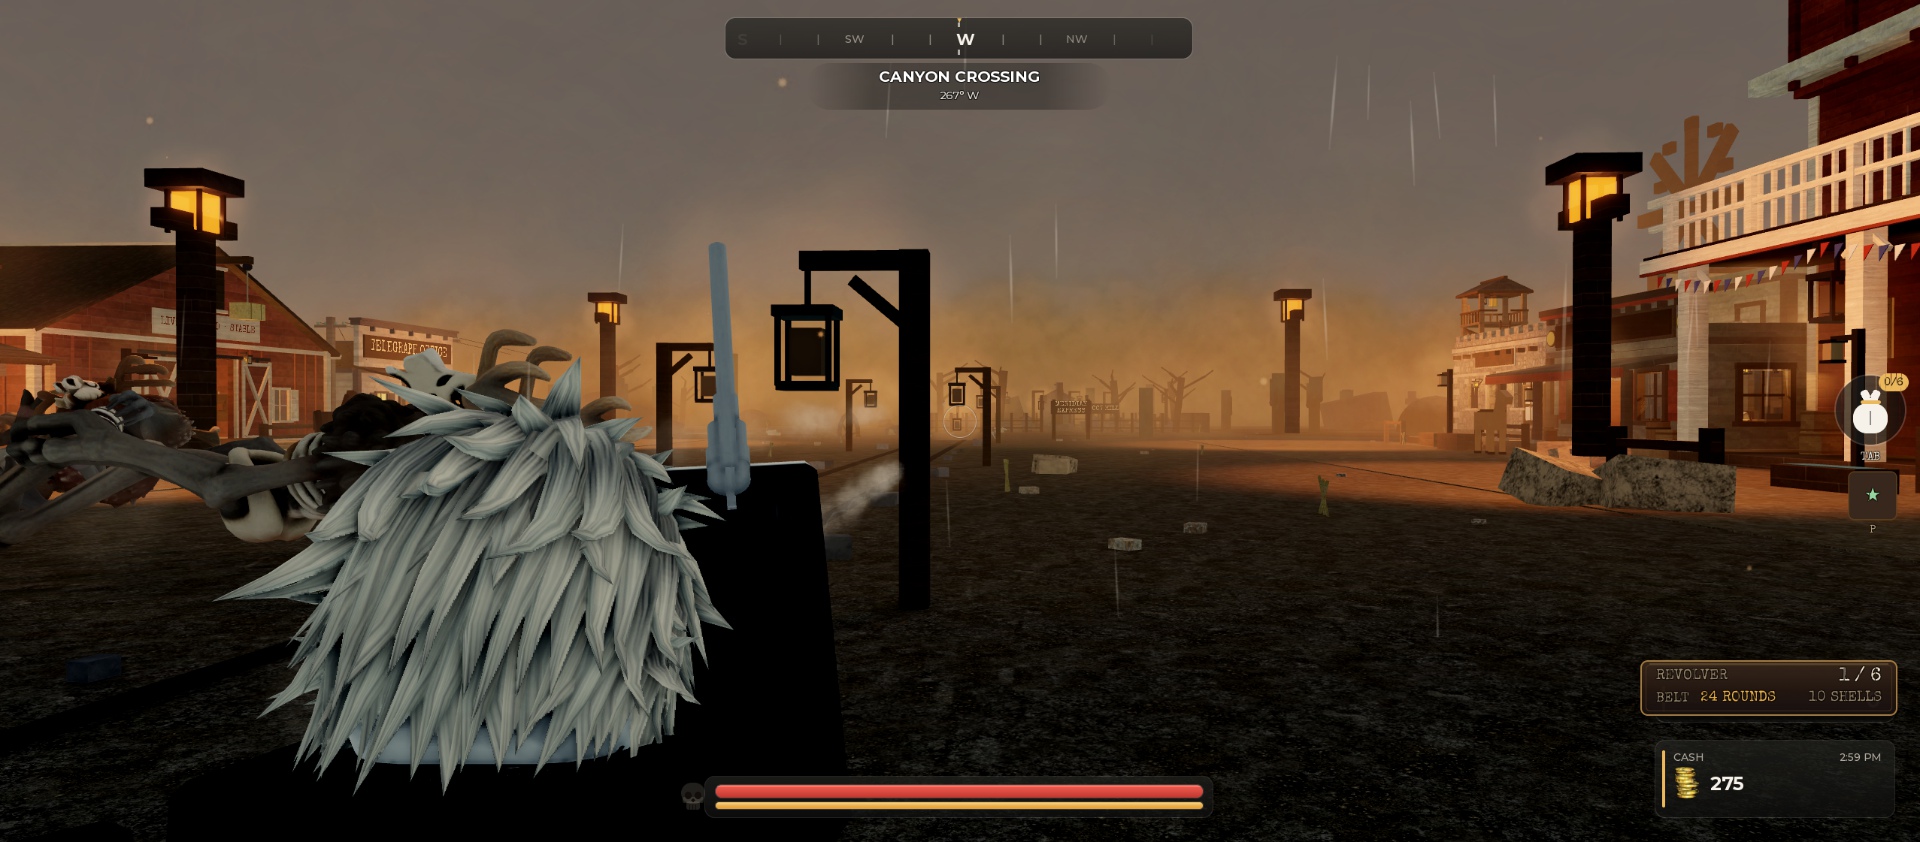 S SW W NW
CANYON CROSSING
267° W
TELEGRAPH OFFICE
0/6
TAB
P
REVOLVER 1/6
BELT 24 ROUNDS 10 SHELLS
CASH 2:59 PM
275